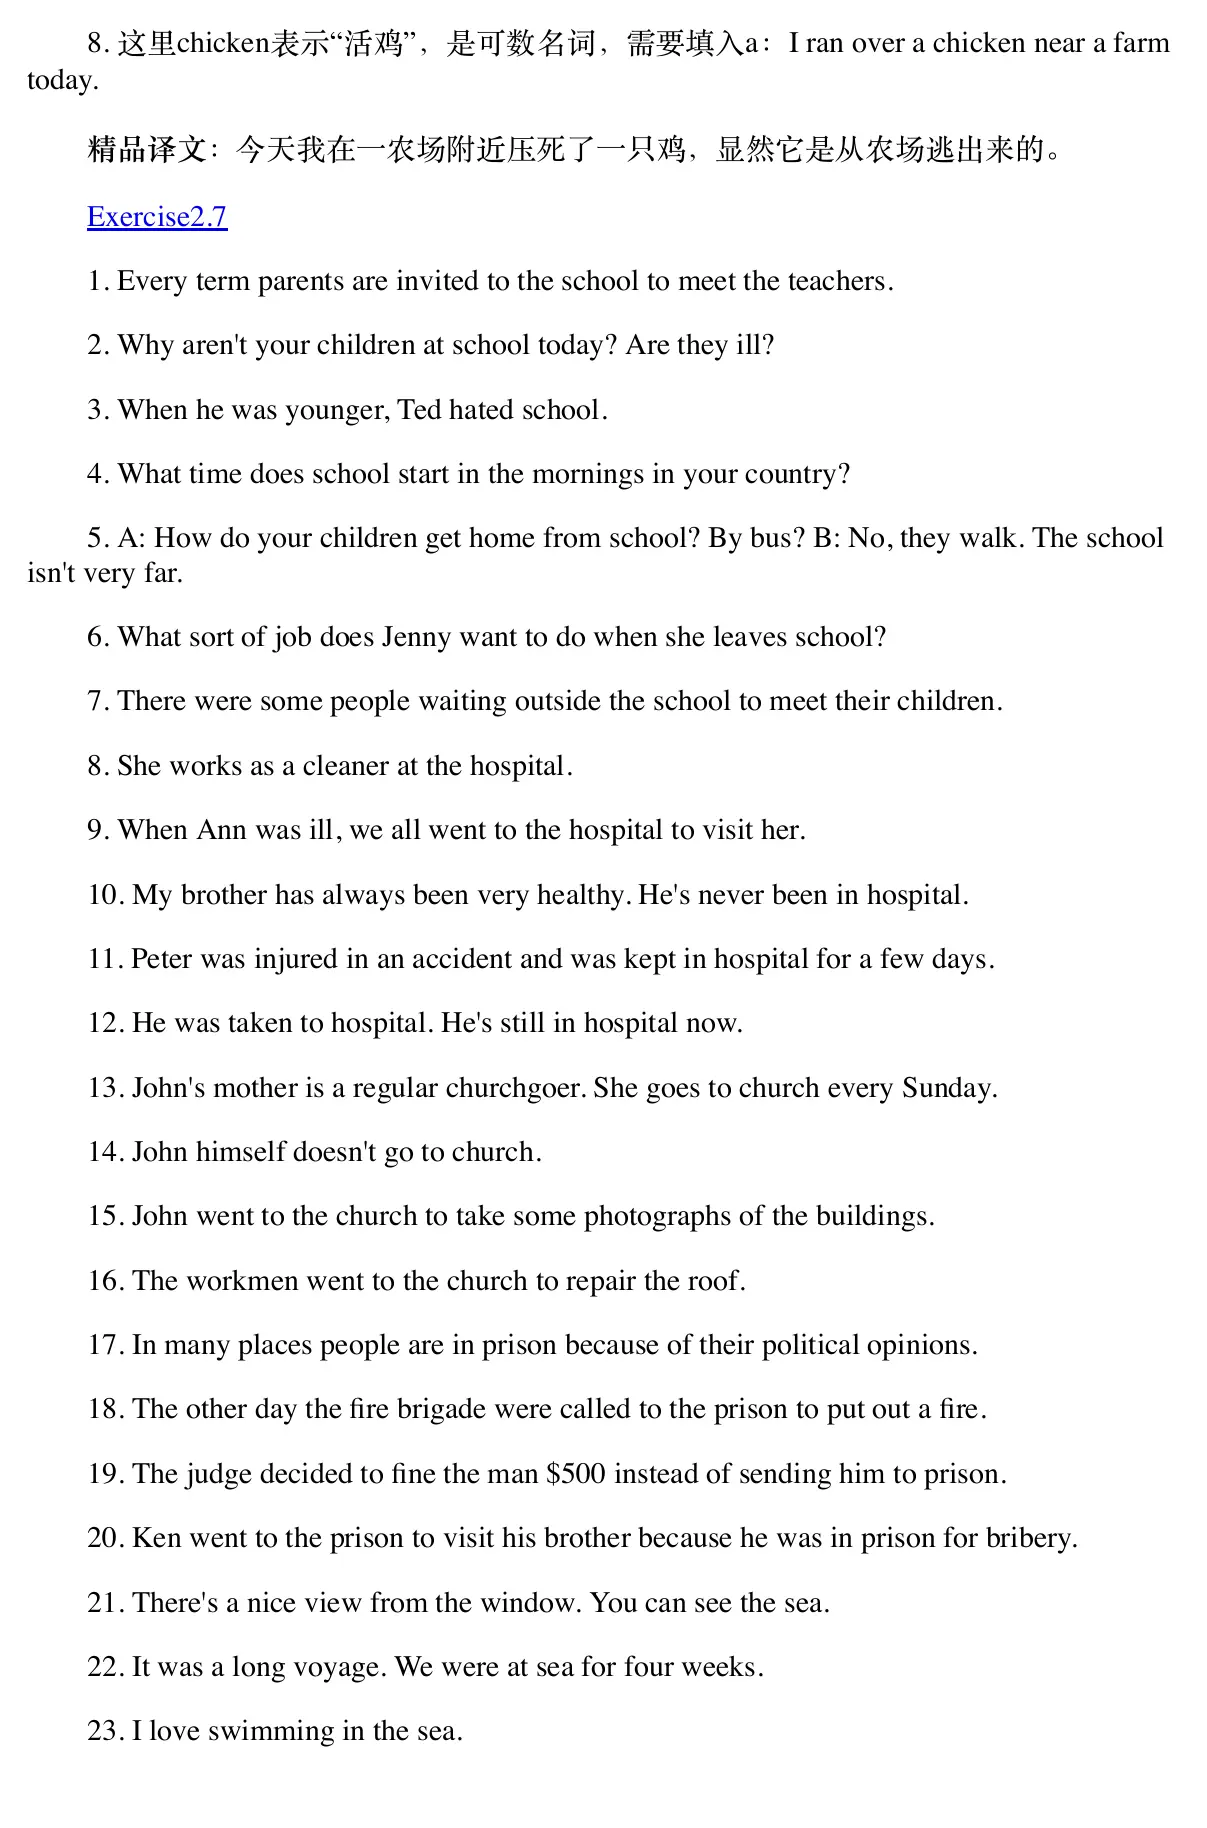 8. 这里chicken表示“活鸡”，是可数名词，需要填入a：I ran over a chicken near a farm
today.
精品译文：今天我在一农场附近压死了一只鸡，显然它是从农场逃出来的。
Exercise2.7
1. Every term parents are invited to the school to meet the teachers.
2. Why aren't your children at school today? Are they ill?
3. When he was younger, Ted hated school.
4. What time does school start in the mornings in your country?
5. A: How do your children get home from school? By bus? B: No, they walk. The school
isn't very far.
6. What sort of job does Jenny want to do when she leaves school?
7. There were some people waiting outside the school to meet their children.
8. She works as a cleaner at the hospital.
9. When Ann was ill, we all went to the hospital to visit her.
10. My brother has always been very healthy. He's never been in hospital.
11. Peter was injured in an accident and was kept in hospital for a few days.
12. He was taken to hospital. He's still in hospital now.
13. John's mother is a regular churchgoer. She goes to church every Sunday.
14. John himself doesn't go to church.
15. John went to the church to take some photographs of the buildings.
16. The workmen went to the church to repair the roof.
17. In many places people are in prison because of their political opinions.
18. The other day the fire brigade were called to the prison to put out a fire.
19. The judge decided to fine the man $500 instead of sending him to prison.
20. Ken went to the prison to visit his brother because he was in prison for bribery.
21. There's a nice view from the window. You can see the sea.
22. It was a long voyage. We were at sea for four weeks.
23. I love swimming in the sea.